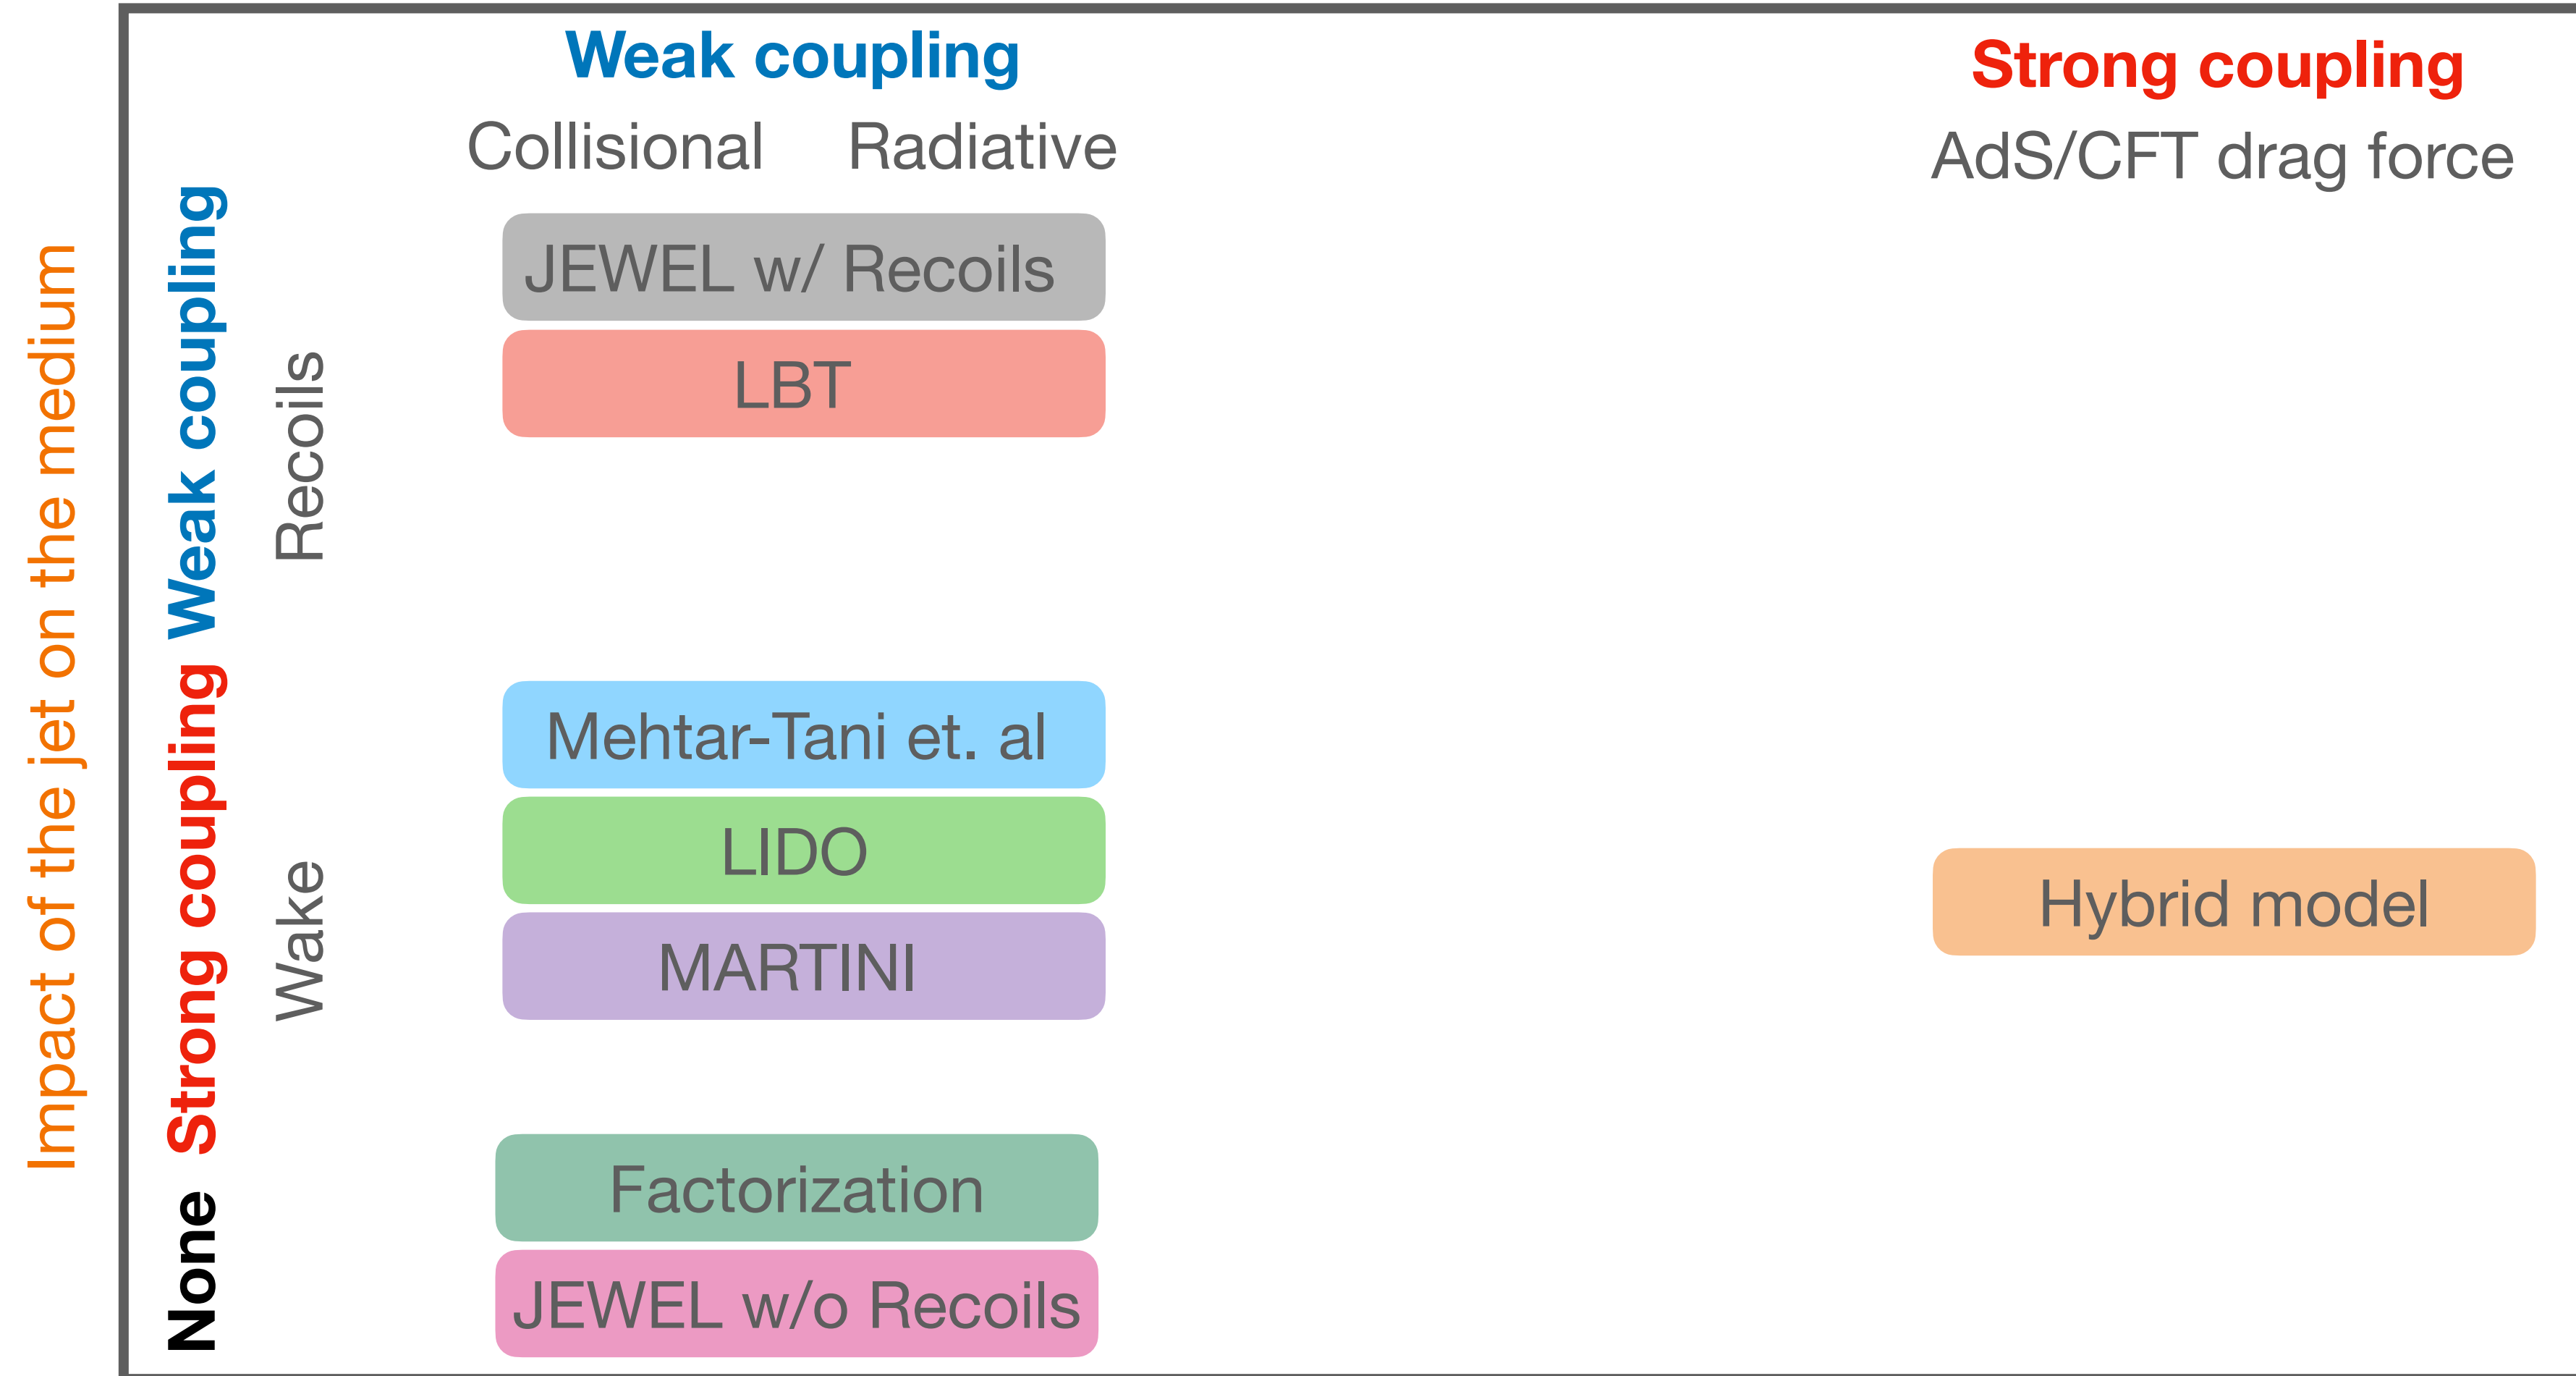 Weak coupling
Strong coupling
Collisional Radiative
AdS/CFT drag force
Impact of the jet on the medium
Weak coupling
Recoils
JEWEL w/ Recoils
LBT
Strong coupling
Wake
Mehtar-Tani et. al
LIDO
MARTINI
Hybrid model
None
Factorization
JEWEL w/o Recoils